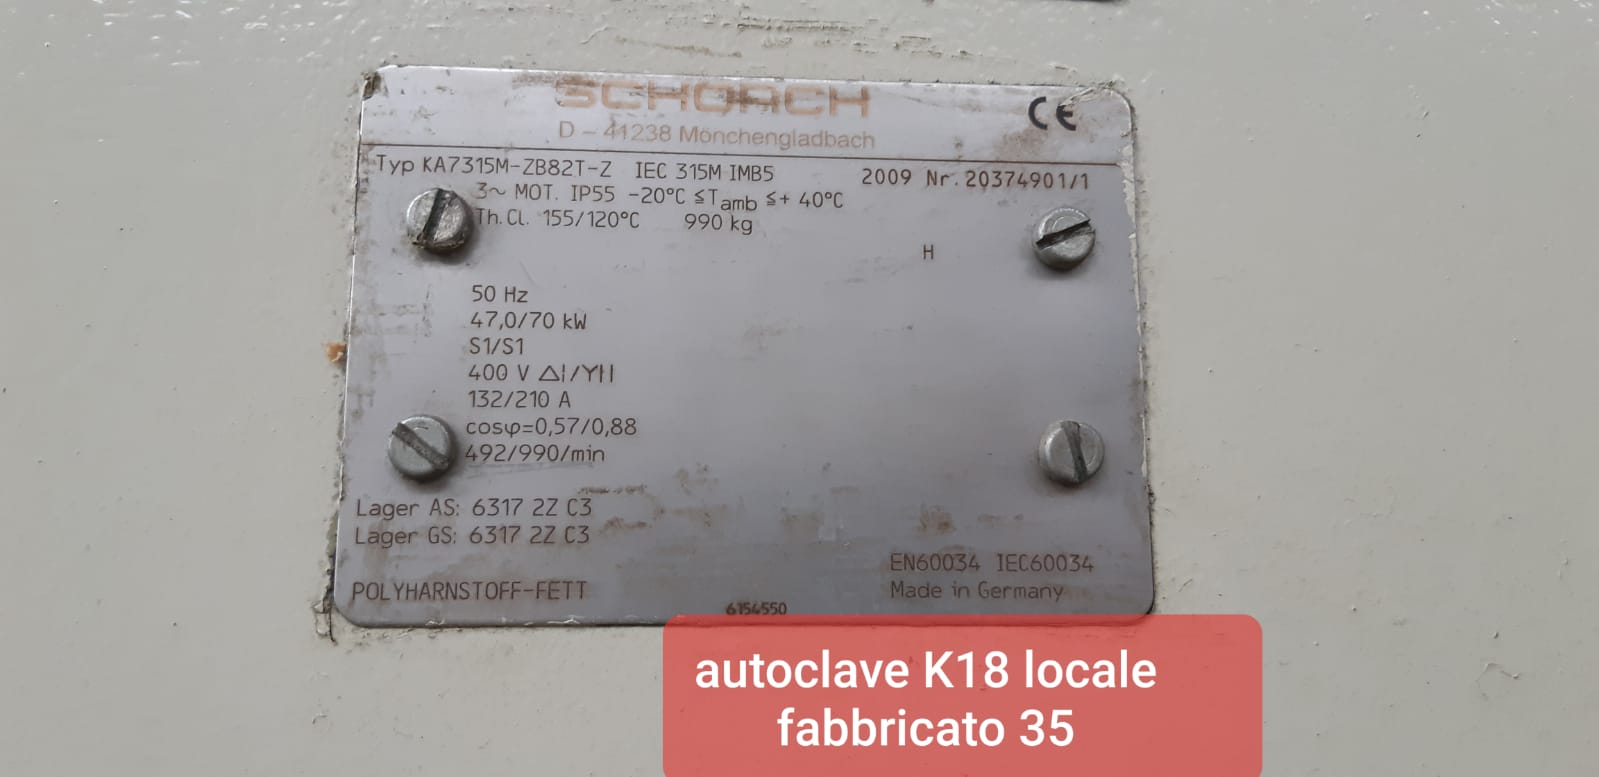 SCHORCH
CE
D – 41238 Mönchengladbach
Typ KA7315M-ZB82T-Z IEC 315M IMB5 2009 Nr. 20374901/1
3~ MOT. IP55 -20°C ≤Tamb ≤+ 40°C
Th.Cl. 155/120°C 990 kg
H
50 Hz
47,0/70 kW
S1/S1
400 V △|/Y||
132/210 A
cosφ=0,57/0,88
492/990/min
Lager AS: 6317 2Z C3
Lager GS: 6317 2Z C3
EN60034 IEC60034
POLYHARNSTOFF-FETT Made in Germany
6154550
autoclave K18 locale
fabbricato 35